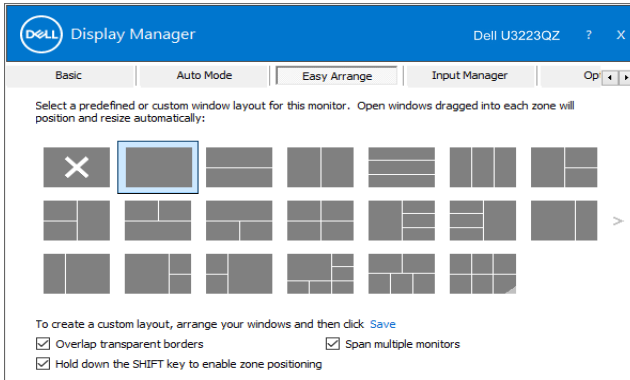 DELL Display Manager Dell U3223QZ ? X
Basic Auto Mode Easy Arrange Input Manager
Select a predefined or custom window layout for this monitor. Open windows dragged into each zone will
position and resize automatically:
>
To create a custom layout, arrange your windows and then click Save
Overlap transparent borders Span multiple monitors
Hold down the SHIFT key to enable zone positioning